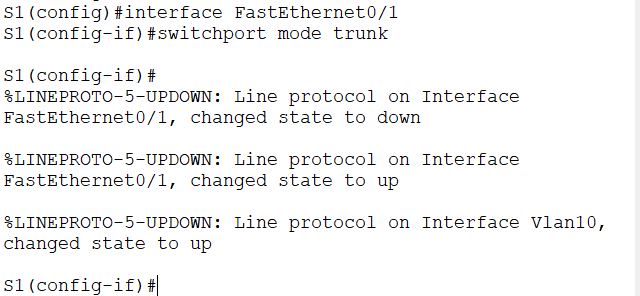 S1(config)#interface FastEthernet0/1
S1(config-if)#switchport mode trunk
S1(config-if)#
%LINEPROTO-5-UPDOWN: Line protocol on Interface
FastEthernet0/1, changed state to down
%LINEPROTO-5-UPDOWN: Line protocol on Interface
FastEthernet0/1, changed state to up
%LINEPROTO-5-UPDOWN: Line protocol on Interface Vlan10,
changed state to up
S1(config-if)#